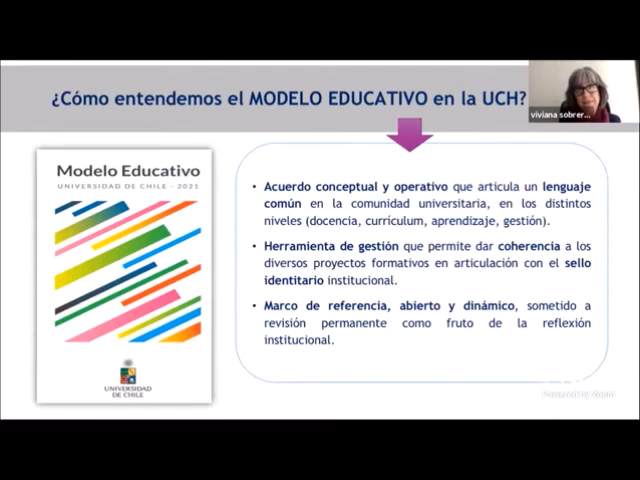 ¿Cómo entendemos el MODELO EDUCATIVO en la UCH?
viviana sobrer...
Modelo Educativo
UNIVERSIDAD DE CHILE - 2021
UNIVERSIDAD
DE CHILE
• Acuerdo conceptual y operativo que articula un lenguaje
común en la comunidad universitaria, en los distintos
niveles (docencia, currículum, aprendizaje, gestión).
• Herramienta de gestión que permite dar coherencia a los
diversos proyectos formativos en articulación con el sello
identitario institucional.
• Marco de referencia, abierto y dinámico, sometido a
revisión permanente como fruto de la reflexión
institucional.
Powered by Zoom